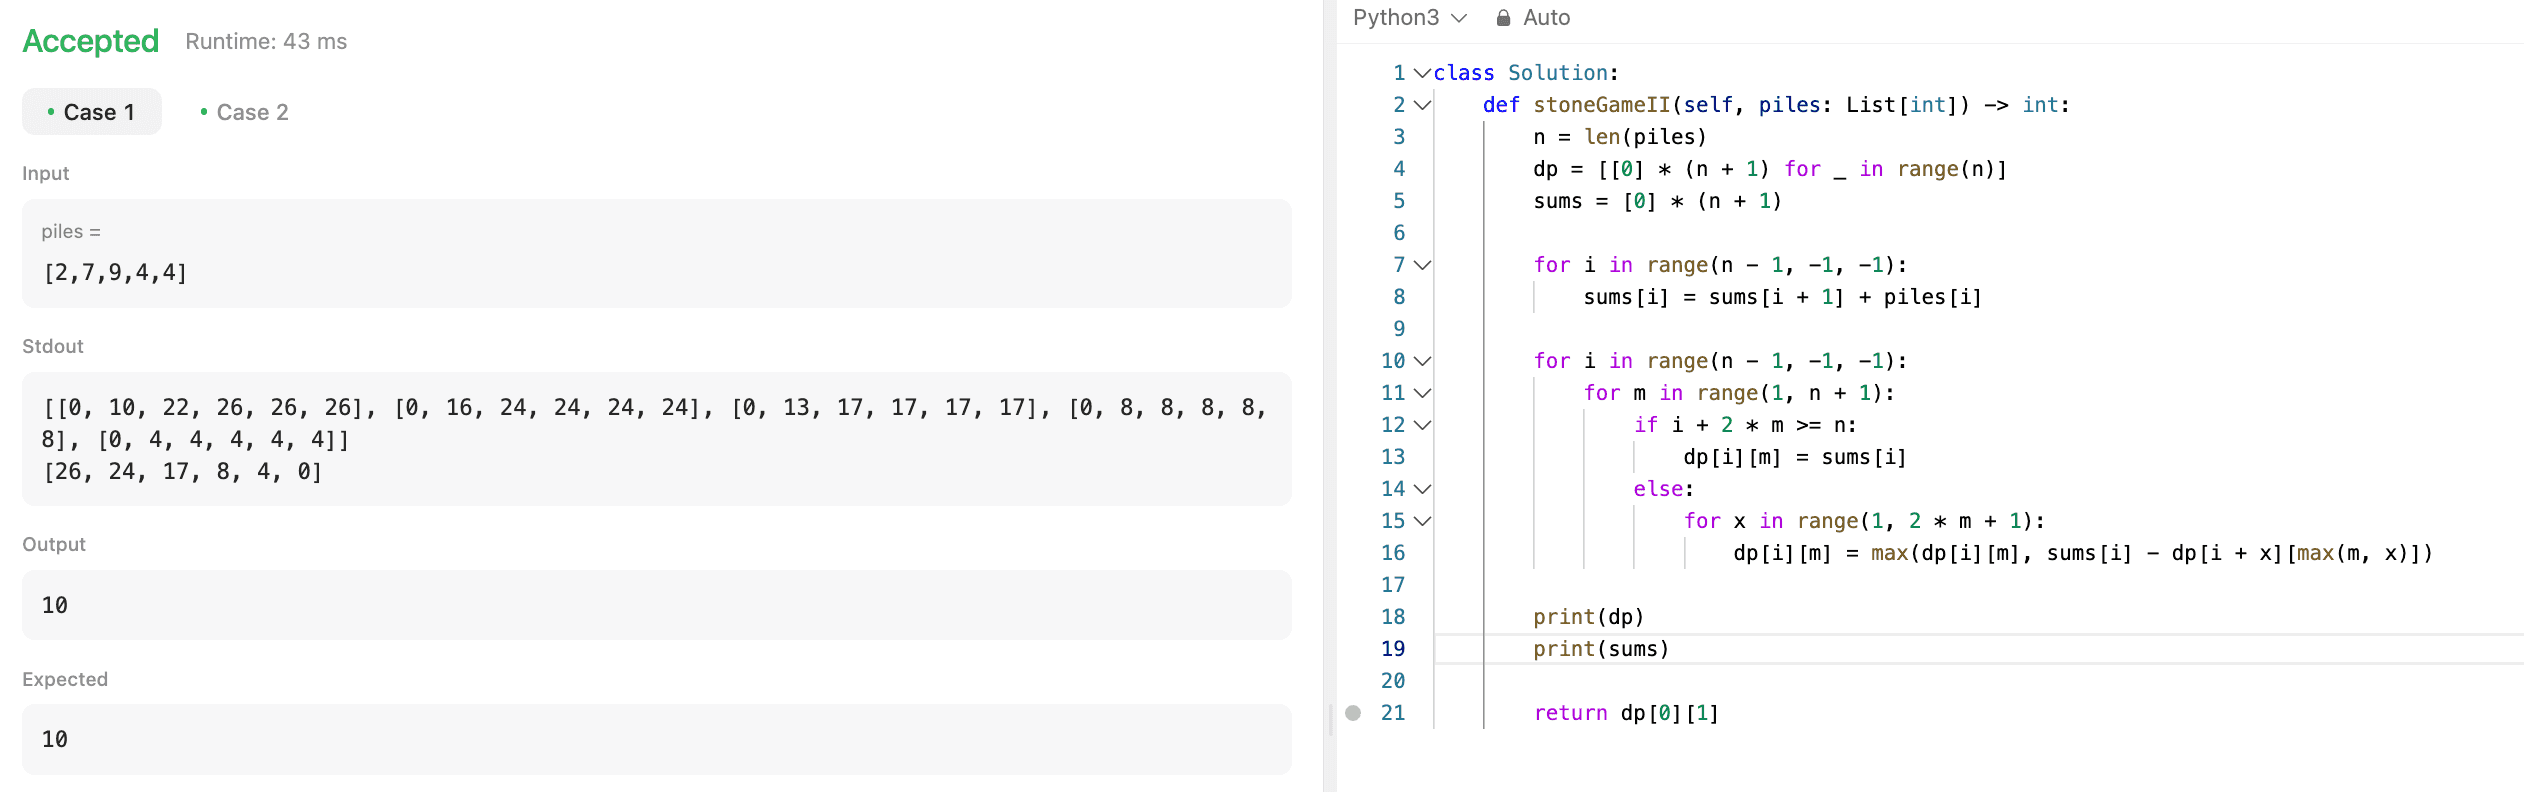 Accepted Runtime: 43 ms
Case 1 Case 2
Input
piles =
[2,7,9,4,4]
Stdout
[[0, 10, 22, 26, 26, 26], [0, 16, 24, 24, 24, 24], [0, 13, 17, 17, 17, 17], [0, 8, 8, 8, 8,
8], [0, 4, 4, 4, 4, 4]]
[26, 24, 17, 8, 4, 0]
Output
10
Expected
10
Python3 Auto
1 class Solution:
2     def stoneGameII(self, piles: List[int]) -> int:
3         n = len(piles)
4         dp = [[0] * (n + 1) for _ in range(n)]
5         sums = [0] * (n + 1)
6
7         for i in range(n - 1, -1, -1):
8             sums[i] = sums[i + 1] + piles[i]
9
10         for i in range(n - 1, -1, -1):
11             for m in range(1, n + 1):
12                 if i + 2 * m >= n:
13                     dp[i][m] = sums[i]
14                 else:
15                     for x in range(1, 2 * m + 1):
16                         dp[i][m] = max(dp[i][m], sums[i] - dp[i + x][max(m, x)])
17
18         print(dp)
19         print(sums)
20
21         return dp[0][1]